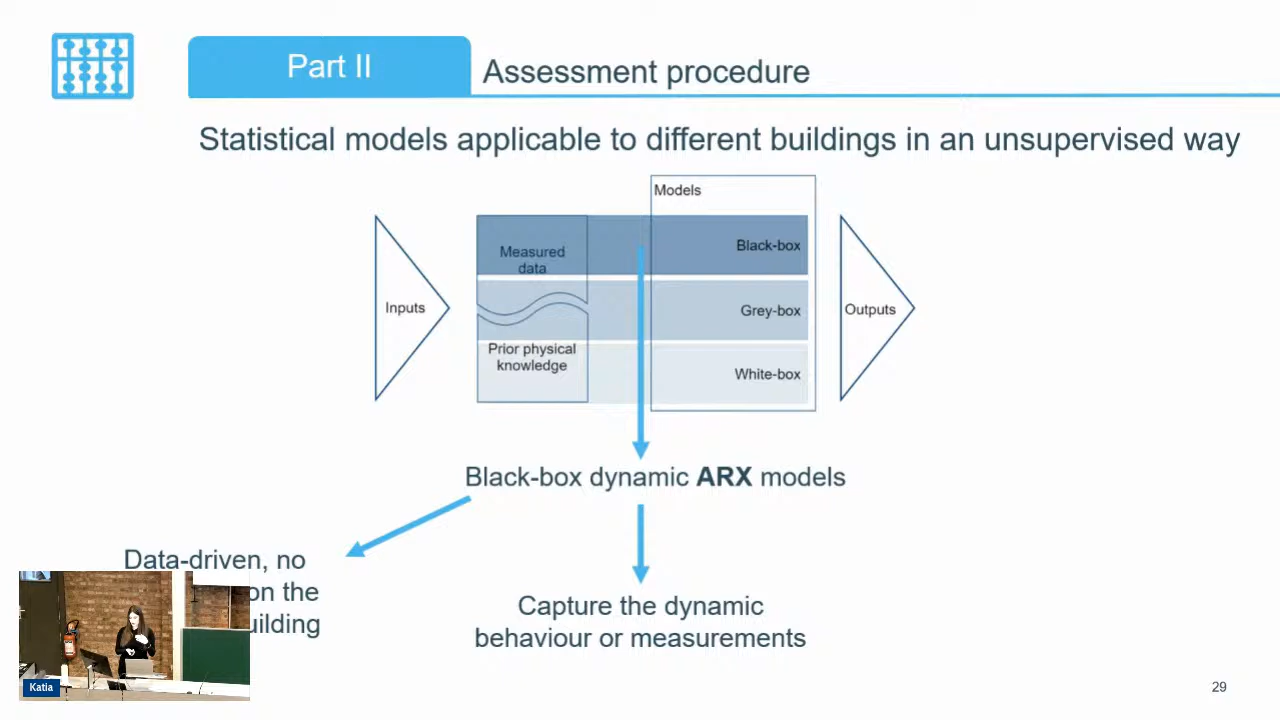 Part II
Assessment procedure
Statistical models applicable to different buildings in an unsupervised way
Models
Measured
data
Black-box
Inputs
Grey-box
Outputs
Prior physical
knowledge
White-box
Black-box dynamic ARX models
Data-driven, no
on the
uilding
Capture the dynamic
behaviour or measurements
Katia
29